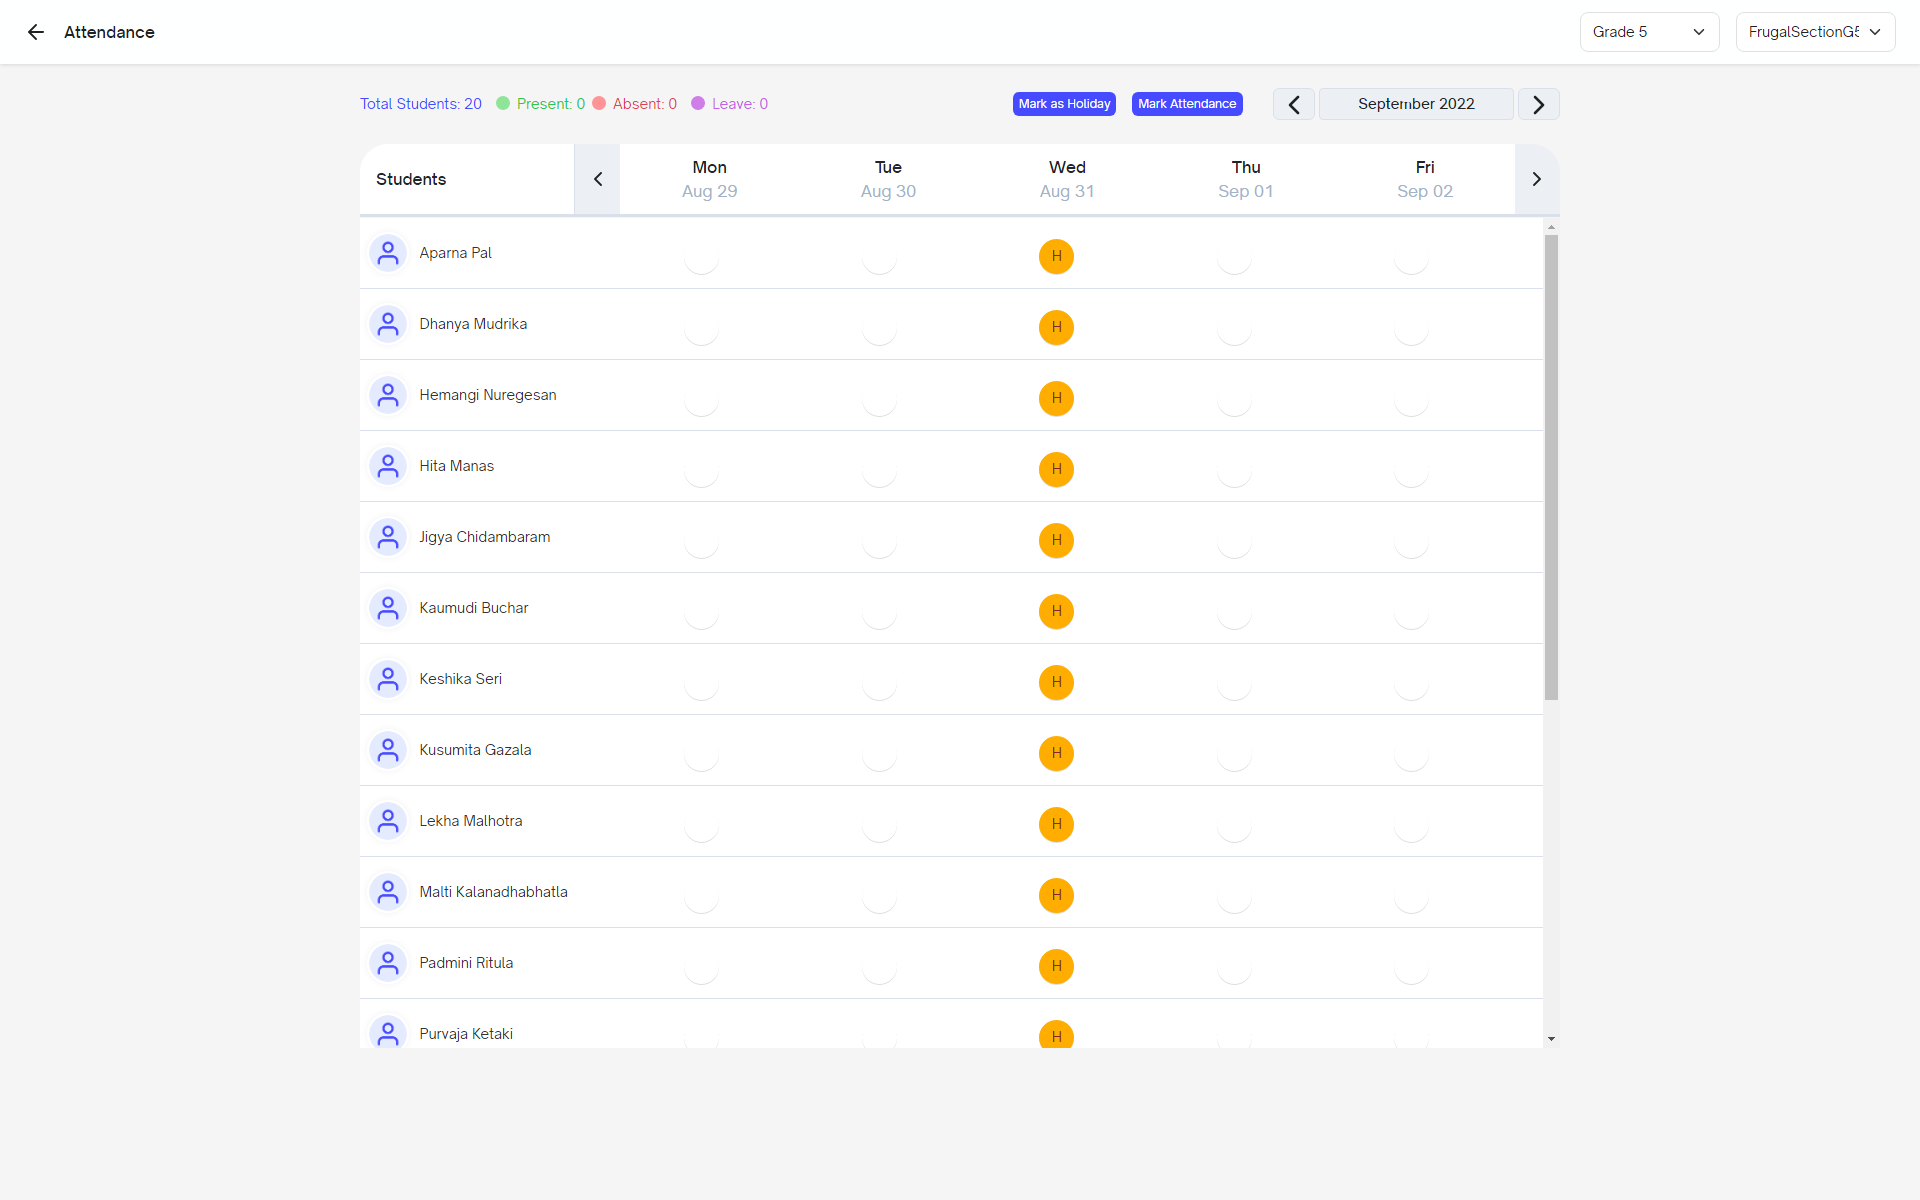 Attendance
Grade 5
FrugalSectionG5
Total Students: 20
Present: 0
Absent: 0
Leave: 0
Mark as Holiday
Mark Attendance
September 2022
Students
Mon
Aug 29
Tue
Aug 30
Wed
Aug 31
Thu
Sep 01
Fri
Sep 02
Aparna Pal
H
Dhanya Mudrika
H
Hemangi Nuregesan
H
Hita Manas
H
Jigya Chidambaram
H
Kaumudi Buchar
H
Keshika Seri
H
Kusumita Gazala
H
Lekha Malhotra
H
Malti Kalanadhabhatla
H
Padmini Ritula
H
Purvaja Ketaki
H